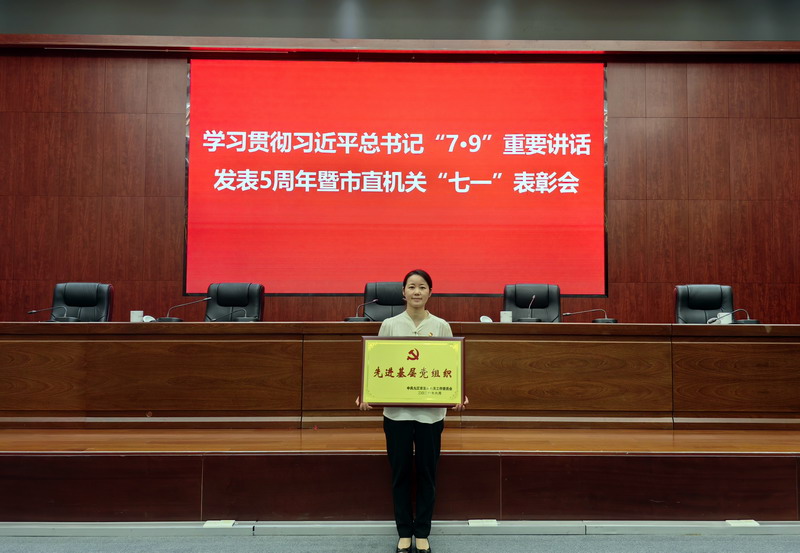 学习贯彻习近平总书记“7·9”重要讲话
发表5周年暨市直机关“七一”表彰会
先进基层党组织